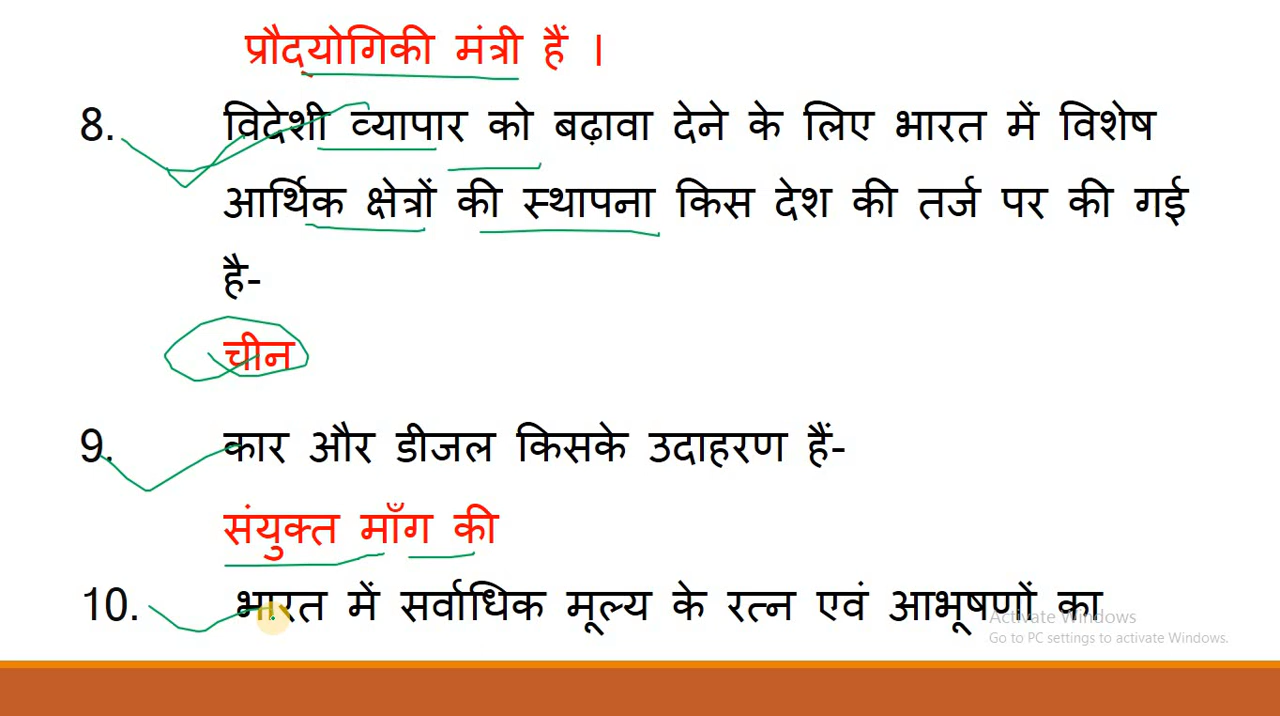 प्रौद्योगिकी मंत्री हैं ।
8. विदेशी व्यापार को बढ़ावा देने के लिए भारत में विशेष
आर्थिक क्षेत्रों की स्थापना किस देश की तर्ज पर की गई
है-
चीन
9. कार और डीजल किसके उदाहरण हैं-
संयुक्त माँग की
10. भारत में सर्वाधिक मूल्य के रत्न एवं आभूषणों का
Activate Windows
Go to PC settings to activate Windows.